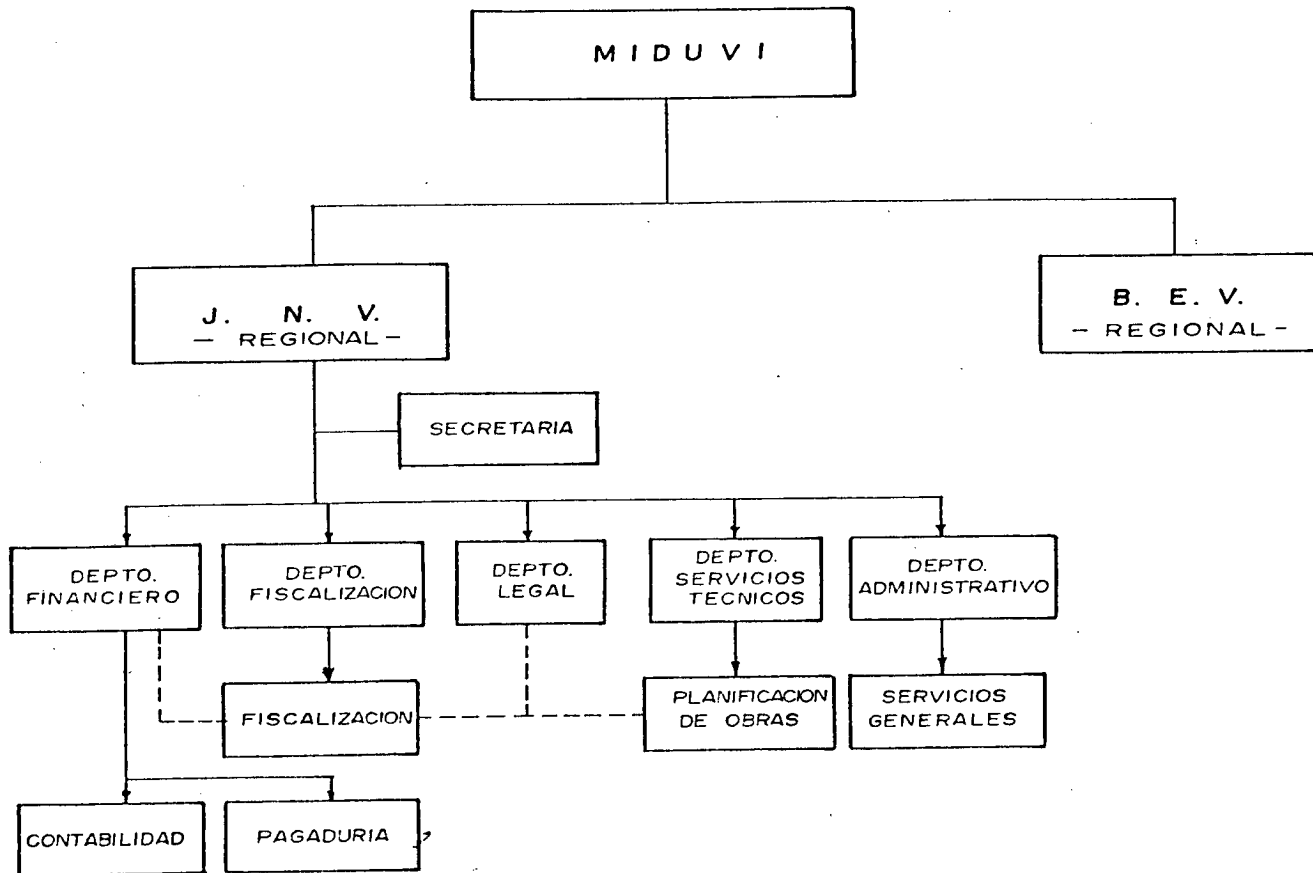 MIDUVI
J. N. V.
- REGIONAL -
B. E. V.
- REGIONAL -
SECRETARIA
DEPTO.
FINANCIERO
DEPTO.
FISCALIZACION
DEPTO.
LEGAL
DEPTO.
SERVICIOS
TECNICOS
DEPTO.
ADMINISTRATIVO
FISCALIZACION
PLANIFICACION
DE OBRAS
SERVICIOS
GENERALES
CONTABILIDAD
PAGADURIA